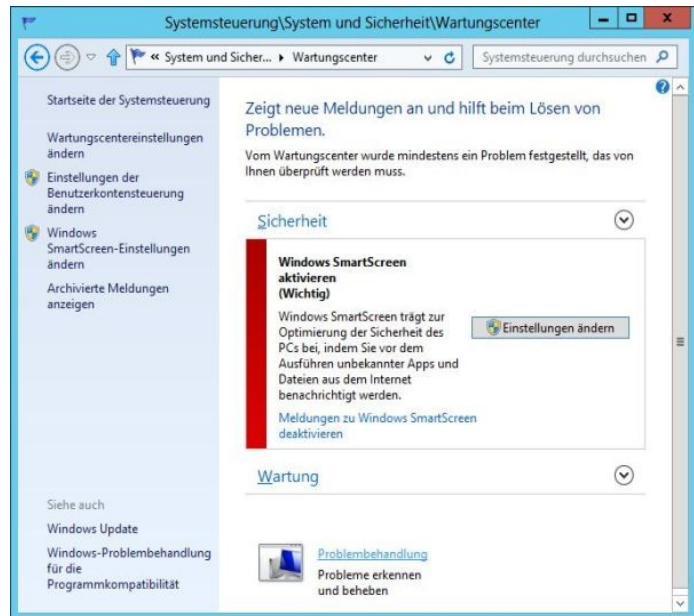 Systemsteuerung\System und Sicherheit\Wartungscenter
« System und Sicher... ▸ Wartungscenter
Systemsteuerung durchsuchen
Startseite der Systemsteuerung
Wartungscentereinstellungen
ändern
Einstellungen der
Benutzerkontensteuerung
ändern
Windows
SmartScreen-Einstellungen
ändern
Archivierte Meldungen
anzeigen
Siehe auch
Windows Update
Windows-Problembehandlung
für die
Programmkompatibilität
Zeigt neue Meldungen an und hilft beim Lösen von
Problemen.
Vom Wartungscenter wurde mindestens ein Problem festgestellt, das von
Ihnen überprüft werden muss.
Sicherheit
Windows SmartScreen
aktivieren
(Wichtig)
Windows SmartScreen trägt zur
Optimierung der Sicherheit des
PCs bei, indem Sie vor dem
Ausführen unbekannter Apps und
Dateien aus dem Internet
benachrichtigt werden.
Einstellungen ändern
Meldungen zu Windows SmartScreen
deaktivieren
Wartung
Problembehandlung
Probleme erkennen
und beheben